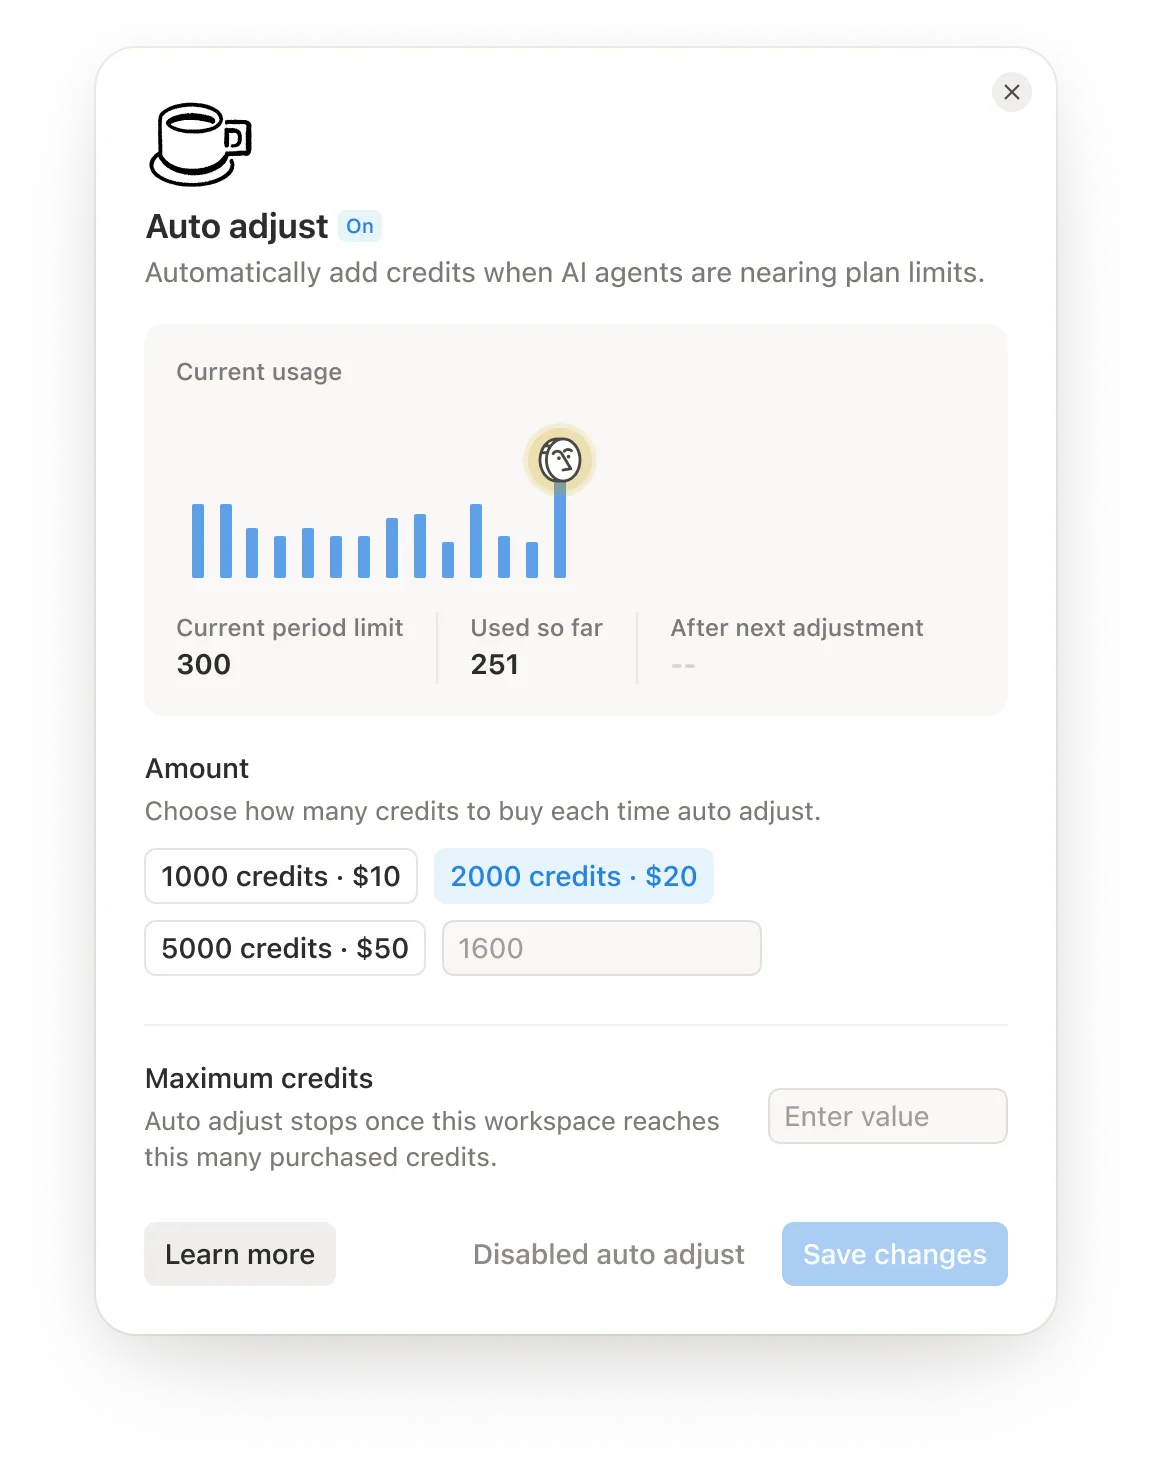 Auto adjust On
Automatically add credits when AI agents are nearing plan limits.
Current usage
Current period limit
300
Used so far
251
After next adjustment
--
Amount
Choose how many credits to buy each time auto adjust.
1000 credits · $10
2000 credits · $20
5000 credits · $50
1600
Maximum credits
Auto adjust stops once this workspace reaches
this many purchased credits.
Enter value
Learn more
Disabled auto adjust
Save changes